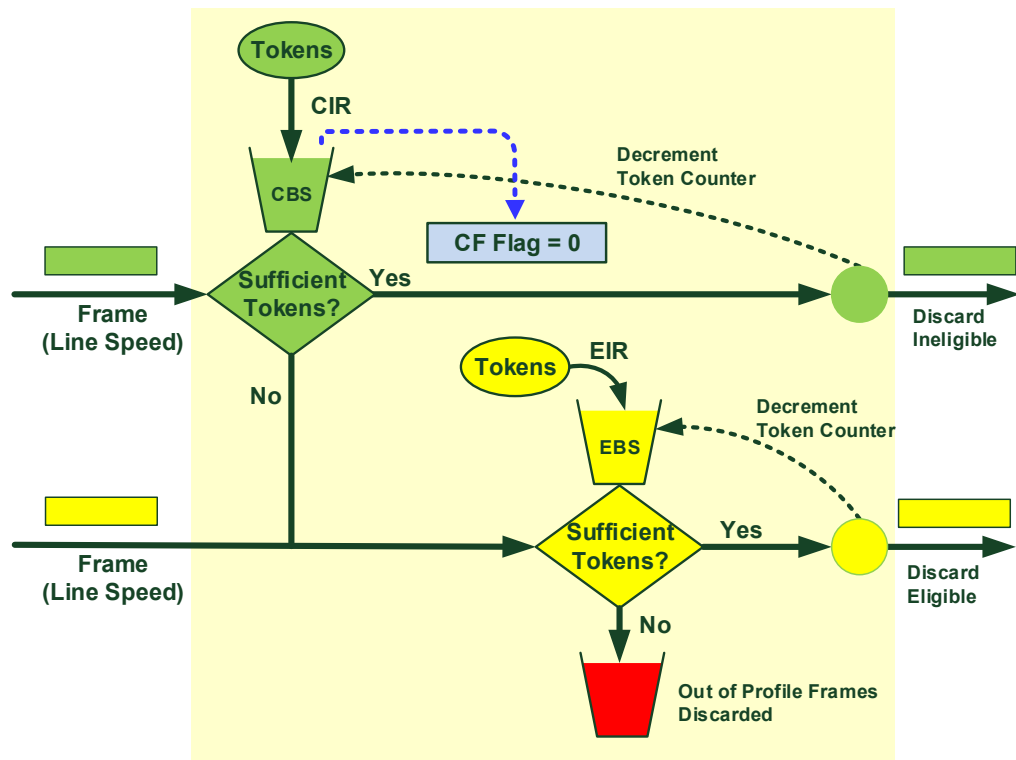 Tokens
CIR
CBS
Decrement
Token Counter
CF Flag = 0
Sufficient
Tokens?
Yes
Frame
(Line Speed)
Discard
Ineligible
No
Tokens
EIR
EBS
Decrement
Token Counter
Sufficient
Tokens?
Yes
Frame
(Line Speed)
Discard
Eligible
No
Out of Profile Frames
Discarded